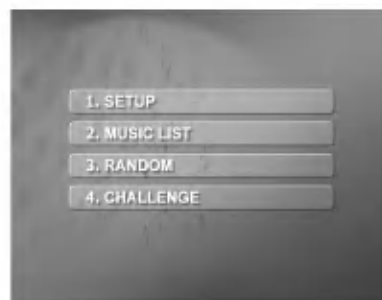 1. SETUP
2. MUSIC LIST
3. RANDOM
4. CHALLENGE